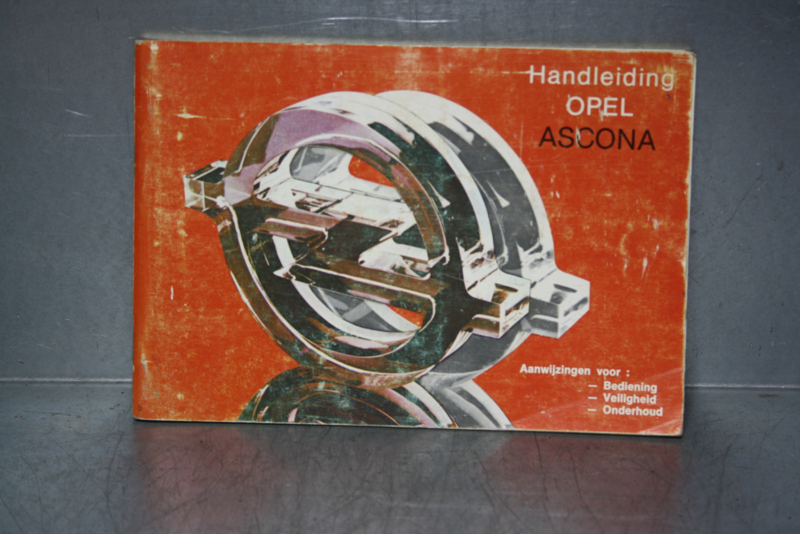 Handleiding
OPEL
ASCONA
Aanwijzingen voor :
— Bediening
— Veiligheid
— Onderhoud